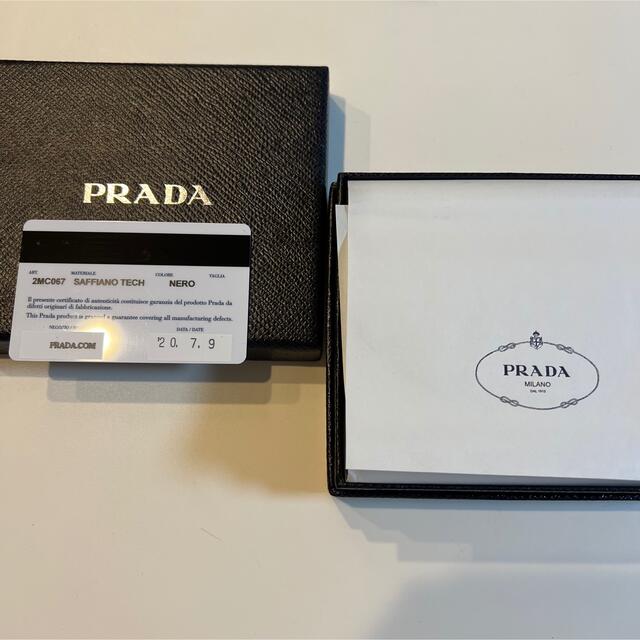 PRADA
ART. MATERIALE COLORE TAGLIA
2MC067 SAFFIANO TECH NERO
Il presente certificato di autenticità costituisce garanzia del prodotto Prada da
difetti originari di fabbricazione.
This Prada product is granted a guarantee covering all manufacturing defects.
NEGOZIO / DATA / DATE
PRADA.COM '20. 7. 9
PRADA
MILANO
DAL 1913